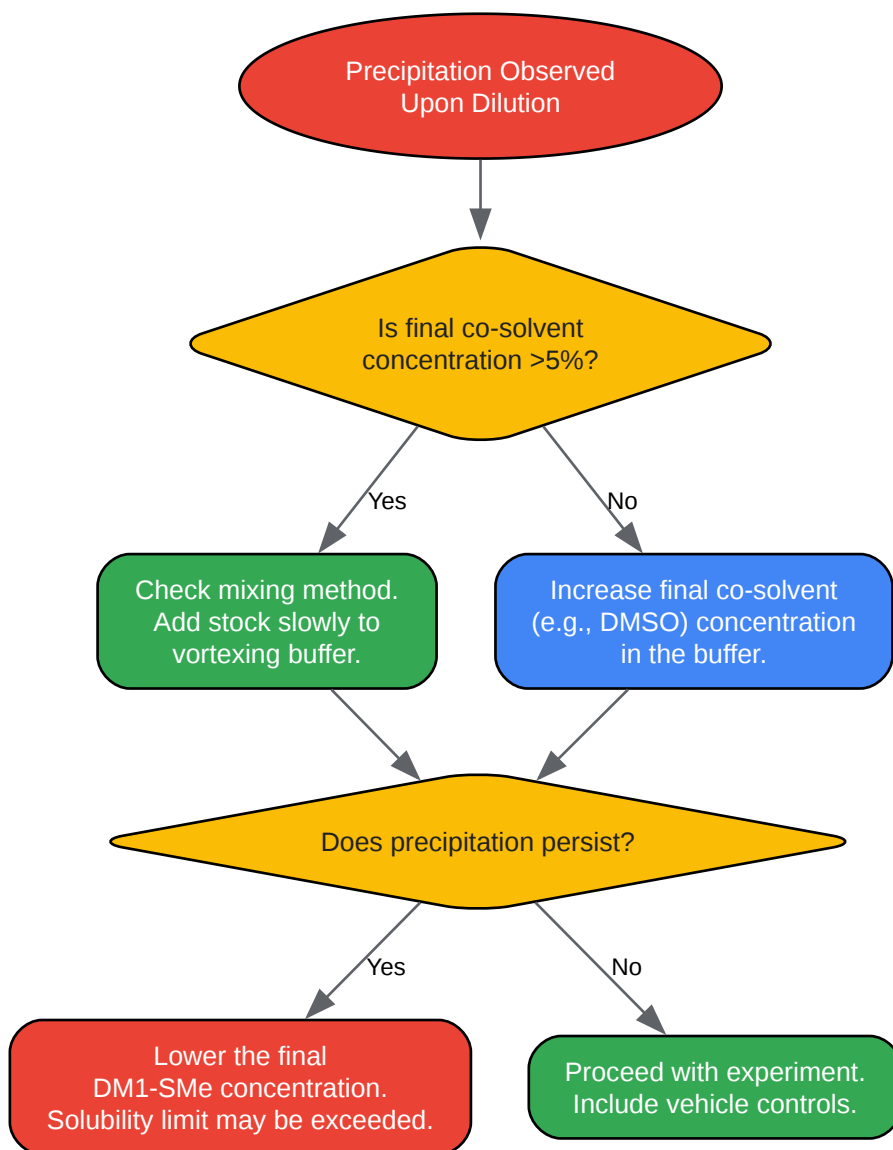 Precipitation Observed
Upon Dilution
Is final co-solvent
concentration >5%?
Yes
No
Check mixing method.
Add stock slowly to
vortexing buffer.
Increase final co-solvent
(e.g., DMSO) concentration
in the buffer.
Does precipitation persist?
Yes
No
Lower the final
DM1-SMe concentration.
Solubility limit may be exceeded.
Proceed with experiment.
Include vehicle controls.